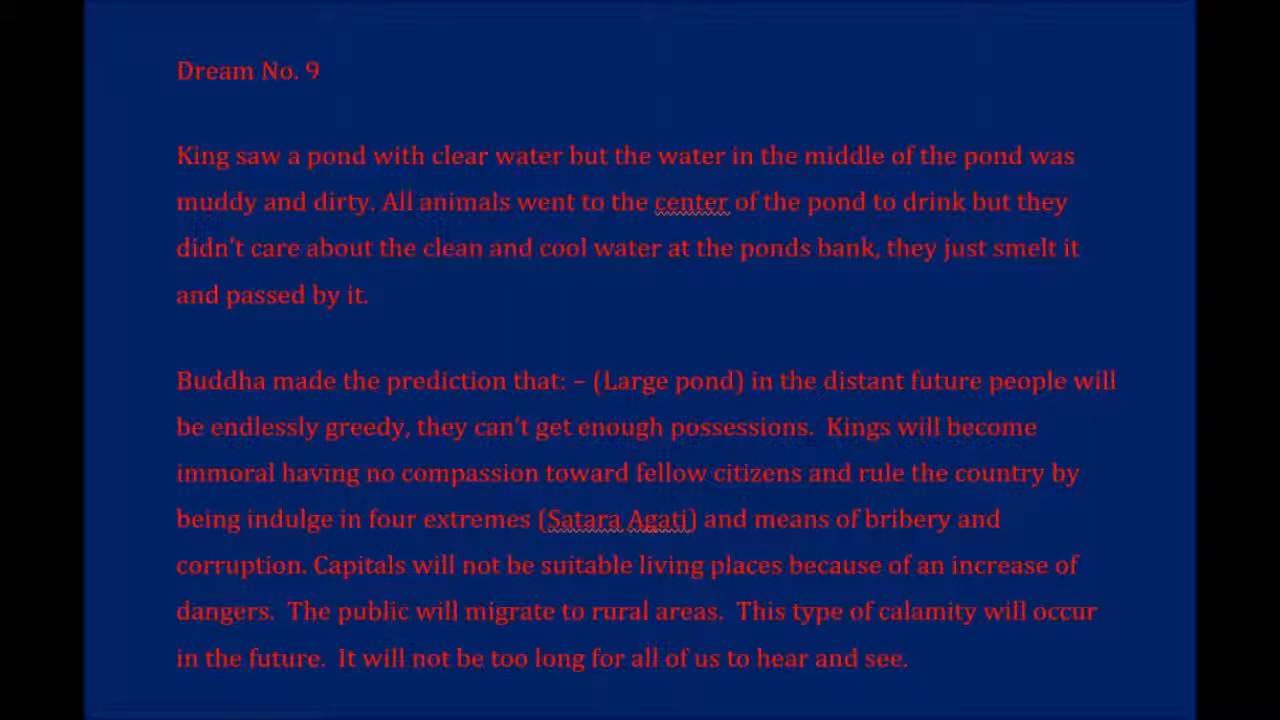 Dream No. 9
King saw a pond with clear water but the water in the middle of the pond was
muddy and dirty. All animals went to the center of the pond to drink but they
didn't care about the clean and cool water at the ponds bank, they just smelt it
and passed by it.
Buddha made the prediction that: – (Large pond) in the distant future people will
be endlessly greedy, they can't get enough possessions.  Kings will become
immoral having no compassion toward fellow citizens and rule the country by
being indulge in four extremes (Satara Agati) and means of bribery and
corruption. Capitals will not be suitable living places because of an increase of
dangers.  The public will migrate to rural areas.  This type of calamity will occur
in the future.  It will not be too long for all of us to hear and see.